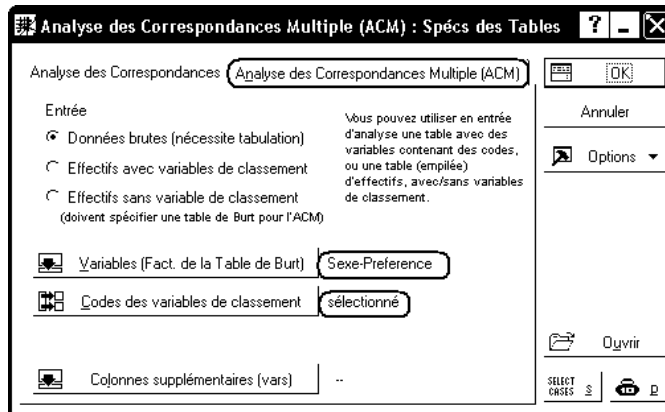 Analyse des Correspondances Multiple (ACM) : Spécs des Tables ? _ X
Analyse des Correspondances Analyse des Correspondances Multiple (ACM)
Entrée
Données brutes (nécessite tabulation)
Effectifs avec variables de classement
Effectifs sans variable de classement
(doivent spécifier une table de Burt pour l'ACM)
Vous pouvez utiliser en entrée
d'analyse une table avec des
variables contenant des codes,
ou une table (empilée)
d'effectifs, avec/sans variables
de classement.
Variables (Fact. de la Table de Burt) Sexe-Preference
Codes des variables de classement sélectionné
Colonnes supplémentaires (vars) --
OK
Annuler
Options
Ouvrir
SELECT
CASES S D